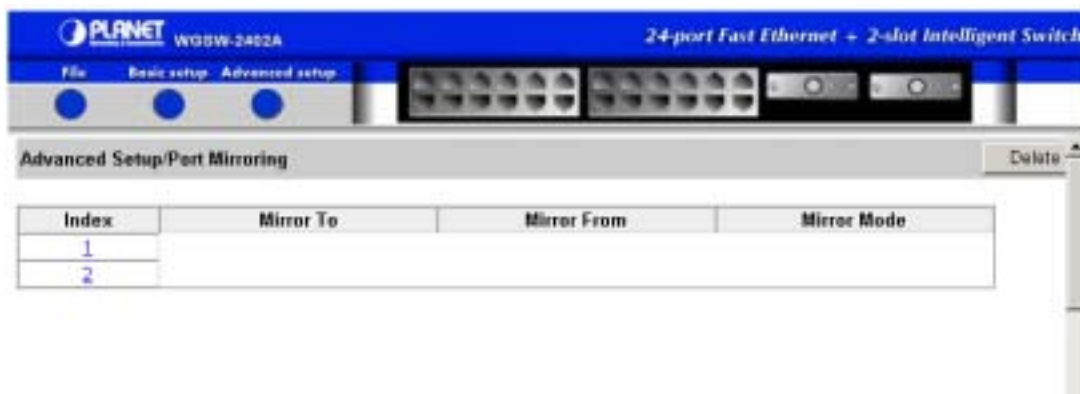 PLANET WGSW-2402A 24-port Fast Ethernet + 2-slot Intelligent Switch
File Basic setup Advanced setup
Advanced Setup/Port Mirroring Delete
Index Mirror To Mirror From Mirror Mode
1
2